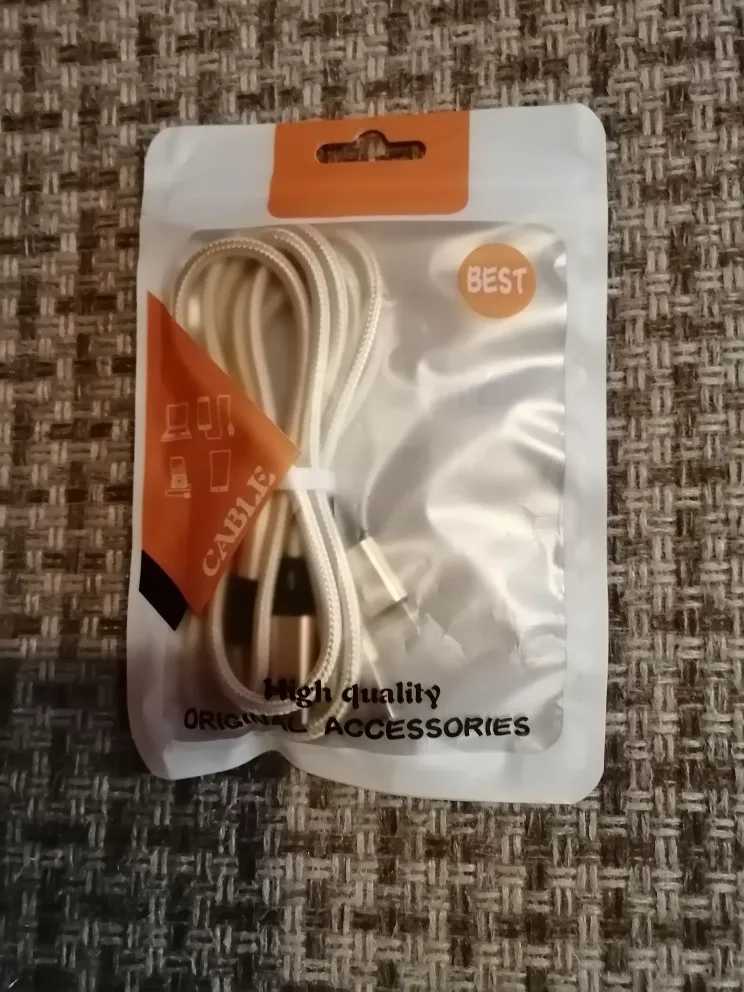 BEST
CABLE
High quality
ORIGINAL ACCESSORIES